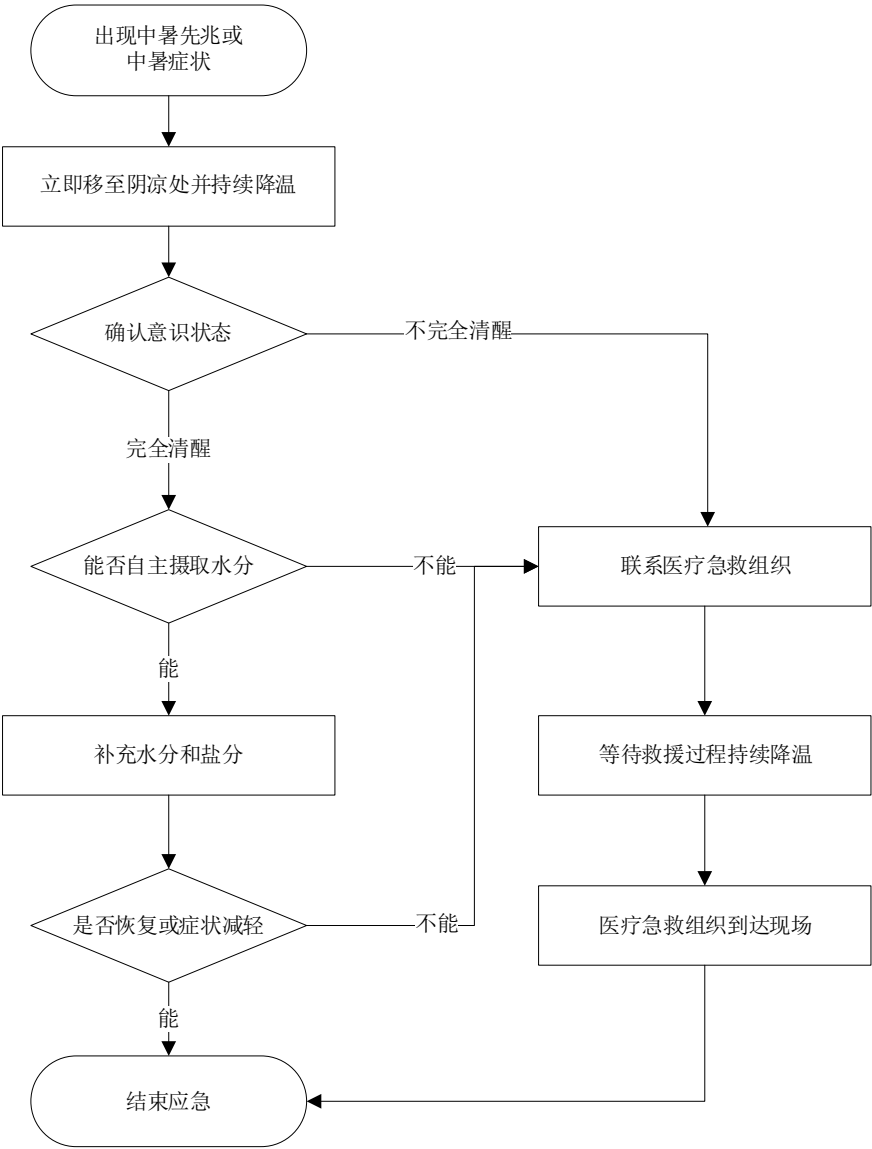 出现中暑先兆或
中暑症状
立即移至阴凉处并持续降温
确认意识状态
不完全清醒
完全清醒
能否自主摄取水分
不能
联系医疗急救组织
能
补充水分和盐分
等待救援过程持续降温
是否恢复或症状减轻
不能
医疗急救组织到达现场
能
结束应急